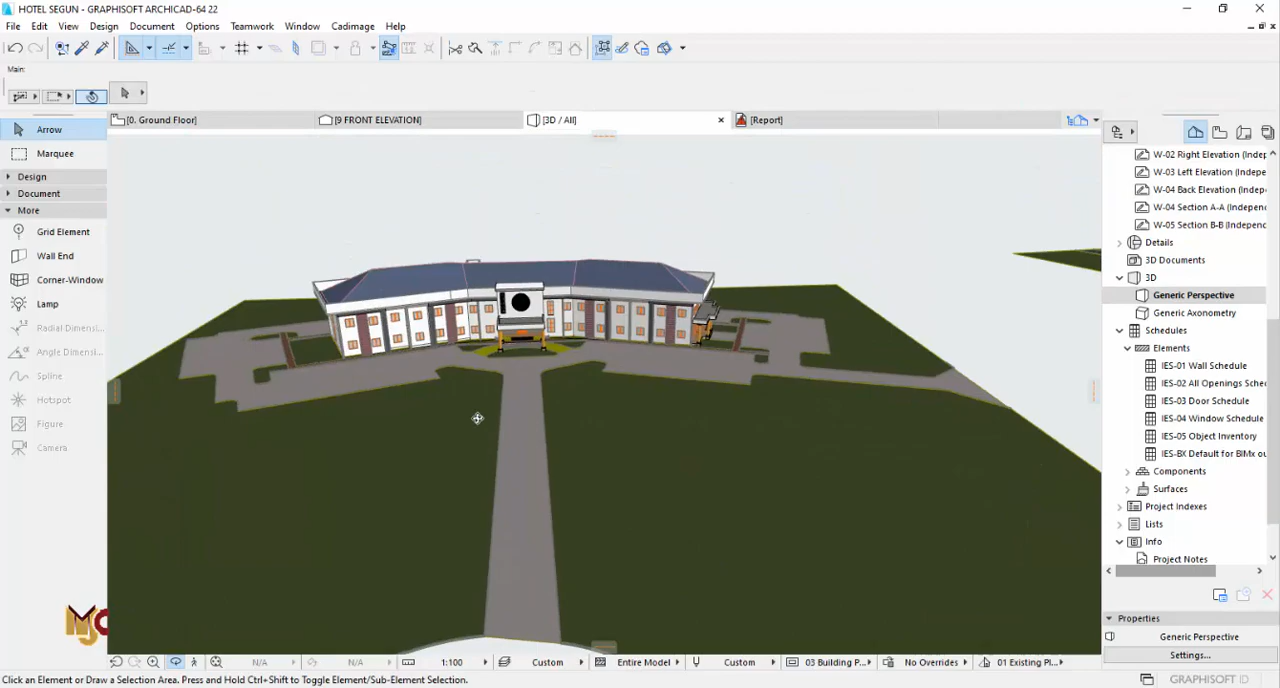 HOTEL SEGUN - GRAPHISOFT ARCHICAD-64 22
File Edit View Design Document Options Teamwork Window Cadimage Help
Main:
[0. Ground Floor] [9 FRONT ELEVATION] [3D / All] [Report]
Arrow
Marquee
Design
Document
More
Grid Element
Wall End
Corner-Window
Lamp
Radial Dimensi...
Angle Dimensi...
Spline
Hotspot
Figure
Camera
W-02 Right Elevation (Indep
W-03 Left Elevation (Indepe
W-04 Back Elevation (Indep
W-04 Section A-A (Indepen
W-05 Section B-B (Independ
Details
3D Documents
3D
Generic Perspective
Generic Axonometry
Schedules
Elements
IES-01 Wall Schedule
IES-02 All Openings Sche
IES-03 Door Schedule
IES-04 Window Schedule
IES-05 Object Inventory
IES-BX Default for BIMx ou
Components
Surfaces
Project Indexes
Lists
Info
Project Notes
Properties
Generic Perspective
Settings...
N/A N/A 1:100 Custom Entire Model Custom 03 Building P... No Overrides 01 Existing Pl...
Click an Element or Draw a Selection Area. Press and Hold Ctrl+Shift to Toggle Element/Sub-Element Selection.
GRAPHISOFT ID